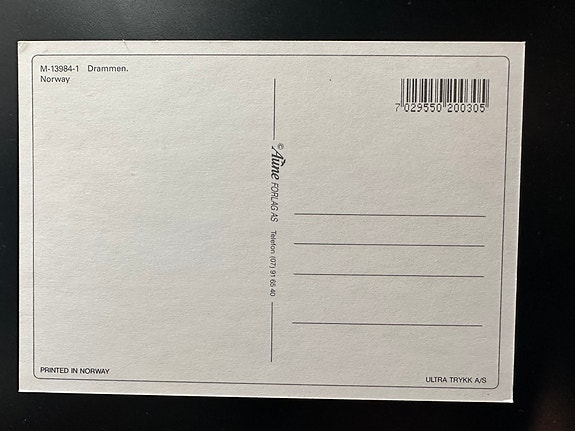 M-13984-1 Drammen.
Norway
7 029550 200305
© Aune FORLAG AS Telefon (07) 91 65 40
PRINTED IN NORWAY
ULTRA TRYKK A/S